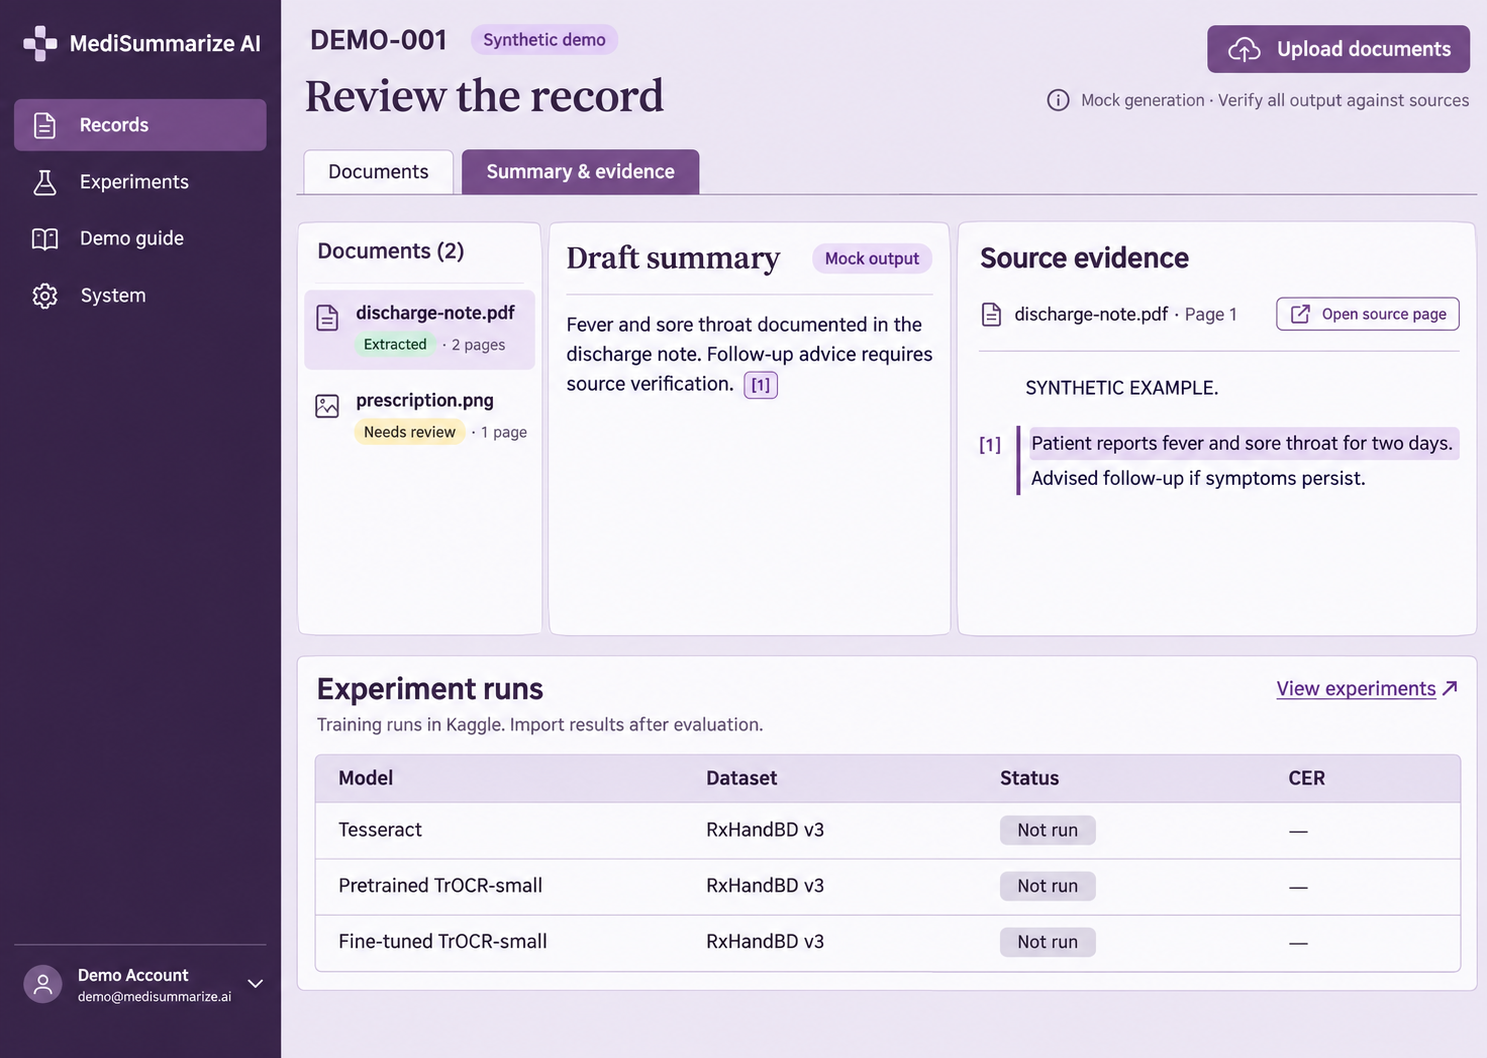 MediSummarize AI
Records
Experiments
Demo guide
System
Demo Account
demo@medisummarize.ai
DEMO-001
Synthetic demo
Review the record
Upload documents
Mock generation · Verify all output against sources
Documents
Summary & evidence
Documents (2)
discharge-note.pdf
Extracted · 2 pages
prescription.png
Needs review · 1 page
Draft summary
Mock output
Fever and sore throat documented in the
discharge note. Follow-up advice requires
source verification. [1]
Source evidence
discharge-note.pdf · Page 1
Open source page
SYNTHETIC EXAMPLE.
[1] Patient reports fever and sore throat for two days.
Advised follow-up if symptoms persist.
Experiment runs
View experiments
Training runs in Kaggle. Import results after evaluation.
Model Dataset Status CER
Tesseract RxHandBD v3 Not run —
Pretrained TrOCR-small RxHandBD v3 Not run —
Fine-tuned TrOCR-small RxHandBD v3 Not run —